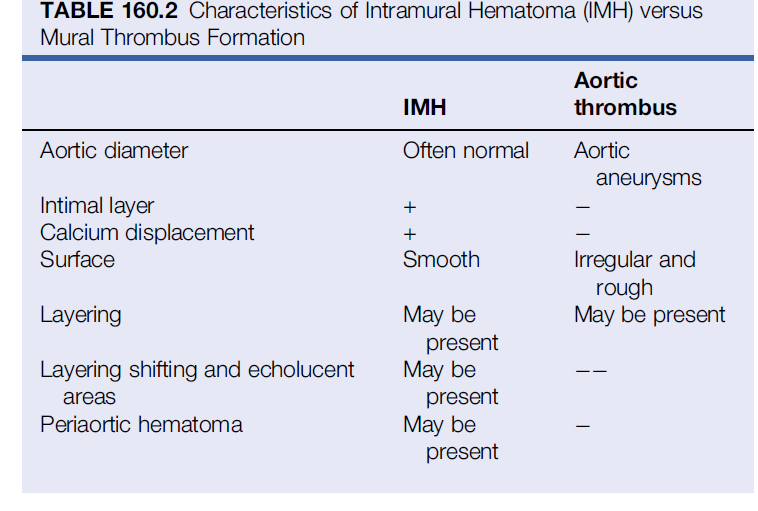 TABLE 160.2 Characteristics of Intramural Hematoma (IMH) versus
Mural Thrombus Formation
IMH Aortic thrombus
Aortic diameter Often normal Aortic aneurysms
Intimal layer + −
Calcium displacement + −
Surface Smooth Irregular and rough
Layering May be present May be present
Layering shifting and echolucent areas May be present −−
Periaortic hematoma May be present −